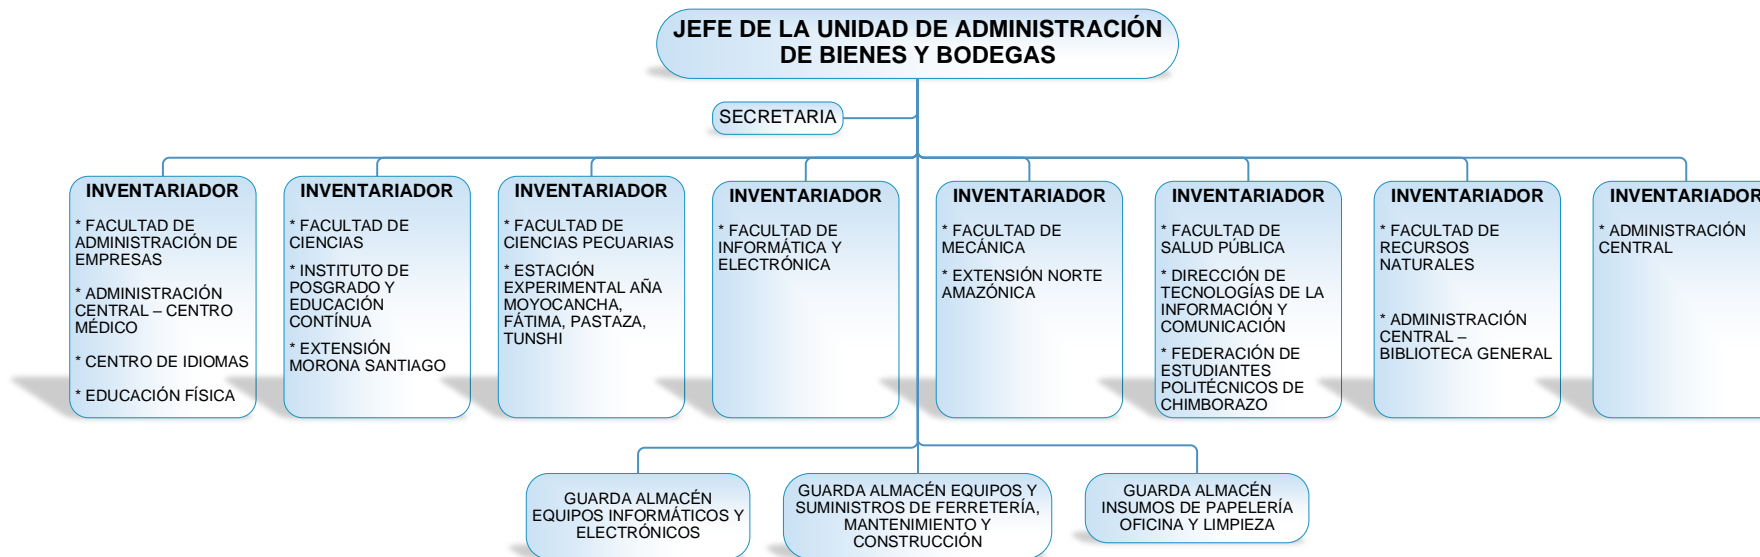 JEFE DE LA UNIDAD DE ADMINISTRACIÓN
DE BIENES Y BODEGAS
SECRETARIA
INVENTARIADOR
* FACULTAD DE
ADMINISTRACIÓN DE
EMPRESAS
* ADMINISTRACIÓN
CENTRAL – CENTRO
MÉDICO
* CENTRO DE IDIOMAS
* EDUCACIÓN FÍSICA
INVENTARIADOR
* FACULTAD DE
CIENCIAS
* INSTITUTO DE
POSGRADO Y
EDUCACIÓN
CONTÍNUA
* EXTENSIÓN
MORONA SANTIAGO
INVENTARIADOR
* FACULTAD DE
CIENCIAS PECUARIAS
* ESTACIÓN
EXPERIMENTAL AÑA
MOYOCANCHA,
FÁTIMA, PASTAZA,
TUNSHI
INVENTARIADOR
* FACULTAD DE
INFORMÁTICA Y
ELECTRÓNICA
INVENTARIADOR
* FACULTAD DE
MECÁNICA
* EXTENSIÓN NORTE
AMAZÓNICA
INVENTARIADOR
* FACULTAD DE
SALUD PÚBLICA
* DIRECCIÓN DE
TECNOLOGÍAS DE LA
INFORMACIÓN Y
COMUNICACIÓN
* FEDERACIÓN DE
ESTUDIANTES
POLITÉCNICOS DE
CHIMBORAZO
INVENTARIADOR
* FACULTAD DE
RECURSOS
NATURALES
* ADMINISTRACIÓN
CENTRAL –
BIBLIOTECA GENERAL
INVENTARIADOR
* ADMINISTRACIÓN
CENTRAL
GUARDA ALMACÉN
EQUIPOS INFORMÁTICOS Y
ELECTRÓNICOS
GUARDA ALMACÉN EQUIPOS Y
SUMINISTROS DE FERRETERÍA,
MANTENIMIENTO Y
CONSTRUCCIÓN
GUARDA ALMACÉN
INSUMOS DE PAPELERÍA
OFICINA Y LIMPIEZA